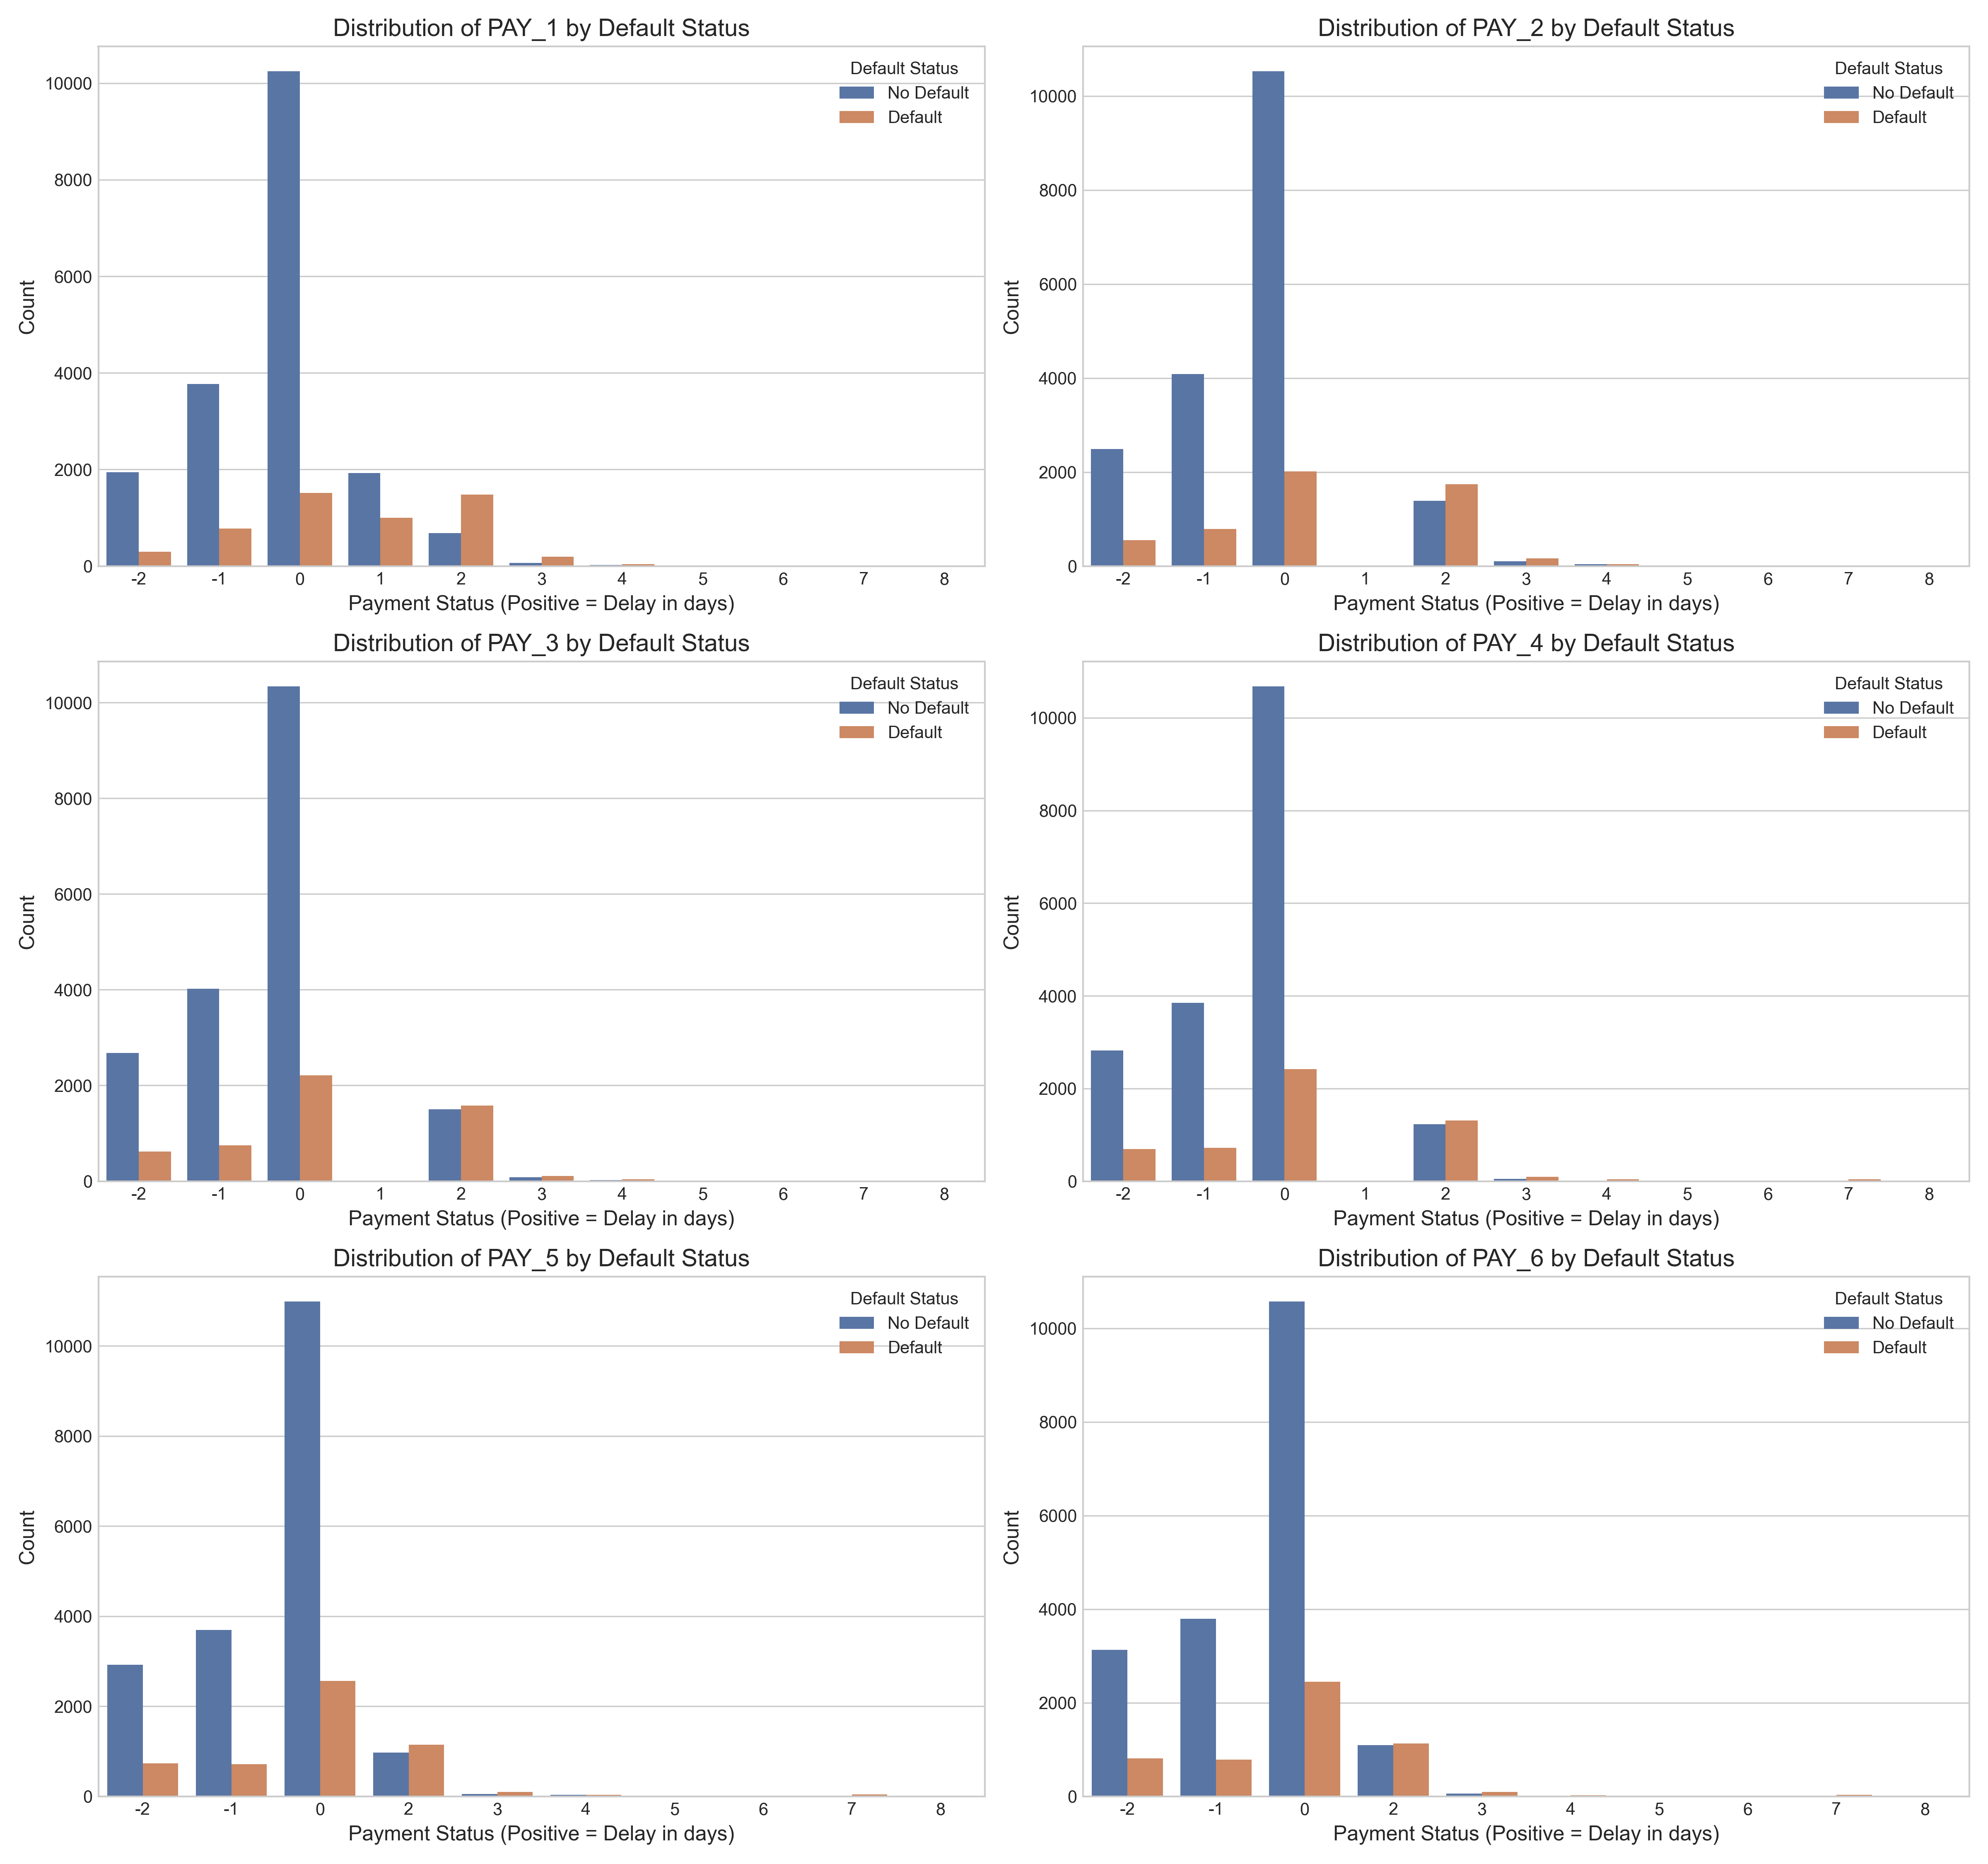 Distribution of PAY_1 by Default Status
Count
10000
8000
6000
4000
2000
0
Default Status
No Default
Default
-2 -1 0 1 2 3 4 5 6 7 8
Payment Status (Positive = Delay in days)
Distribution of PAY_2 by Default Status
Count
10000
8000
6000
4000
2000
0
Default Status
No Default
Default
-2 -1 0 1 2 3 4 5 6 7 8
Payment Status (Positive = Delay in days)
Distribution of PAY_3 by Default Status
Count
10000
8000
6000
4000
2000
0
Default Status
No Default
Default
-2 -1 0 1 2 3 4 5 6 7 8
Payment Status (Positive = Delay in days)
Distribution of PAY_4 by Default Status
Count
10000
8000
6000
4000
2000
0
Default Status
No Default
Default
-2 -1 0 1 2 3 4 5 6 7 8
Payment Status (Positive = Delay in days)
Distribution of PAY_5 by Default Status
Count
10000
8000
6000
4000
2000
0
Default Status
No Default
Default
-2 -1 0 2 3 4 5 6 7 8
Payment Status (Positive = Delay in days)
Distribution of PAY_6 by Default Status
Count
10000
8000
6000
4000
2000
0
Default Status
No Default
Default
-2 -1 0 2 3 4 5 6 7 8
Payment Status (Positive = Delay in days)